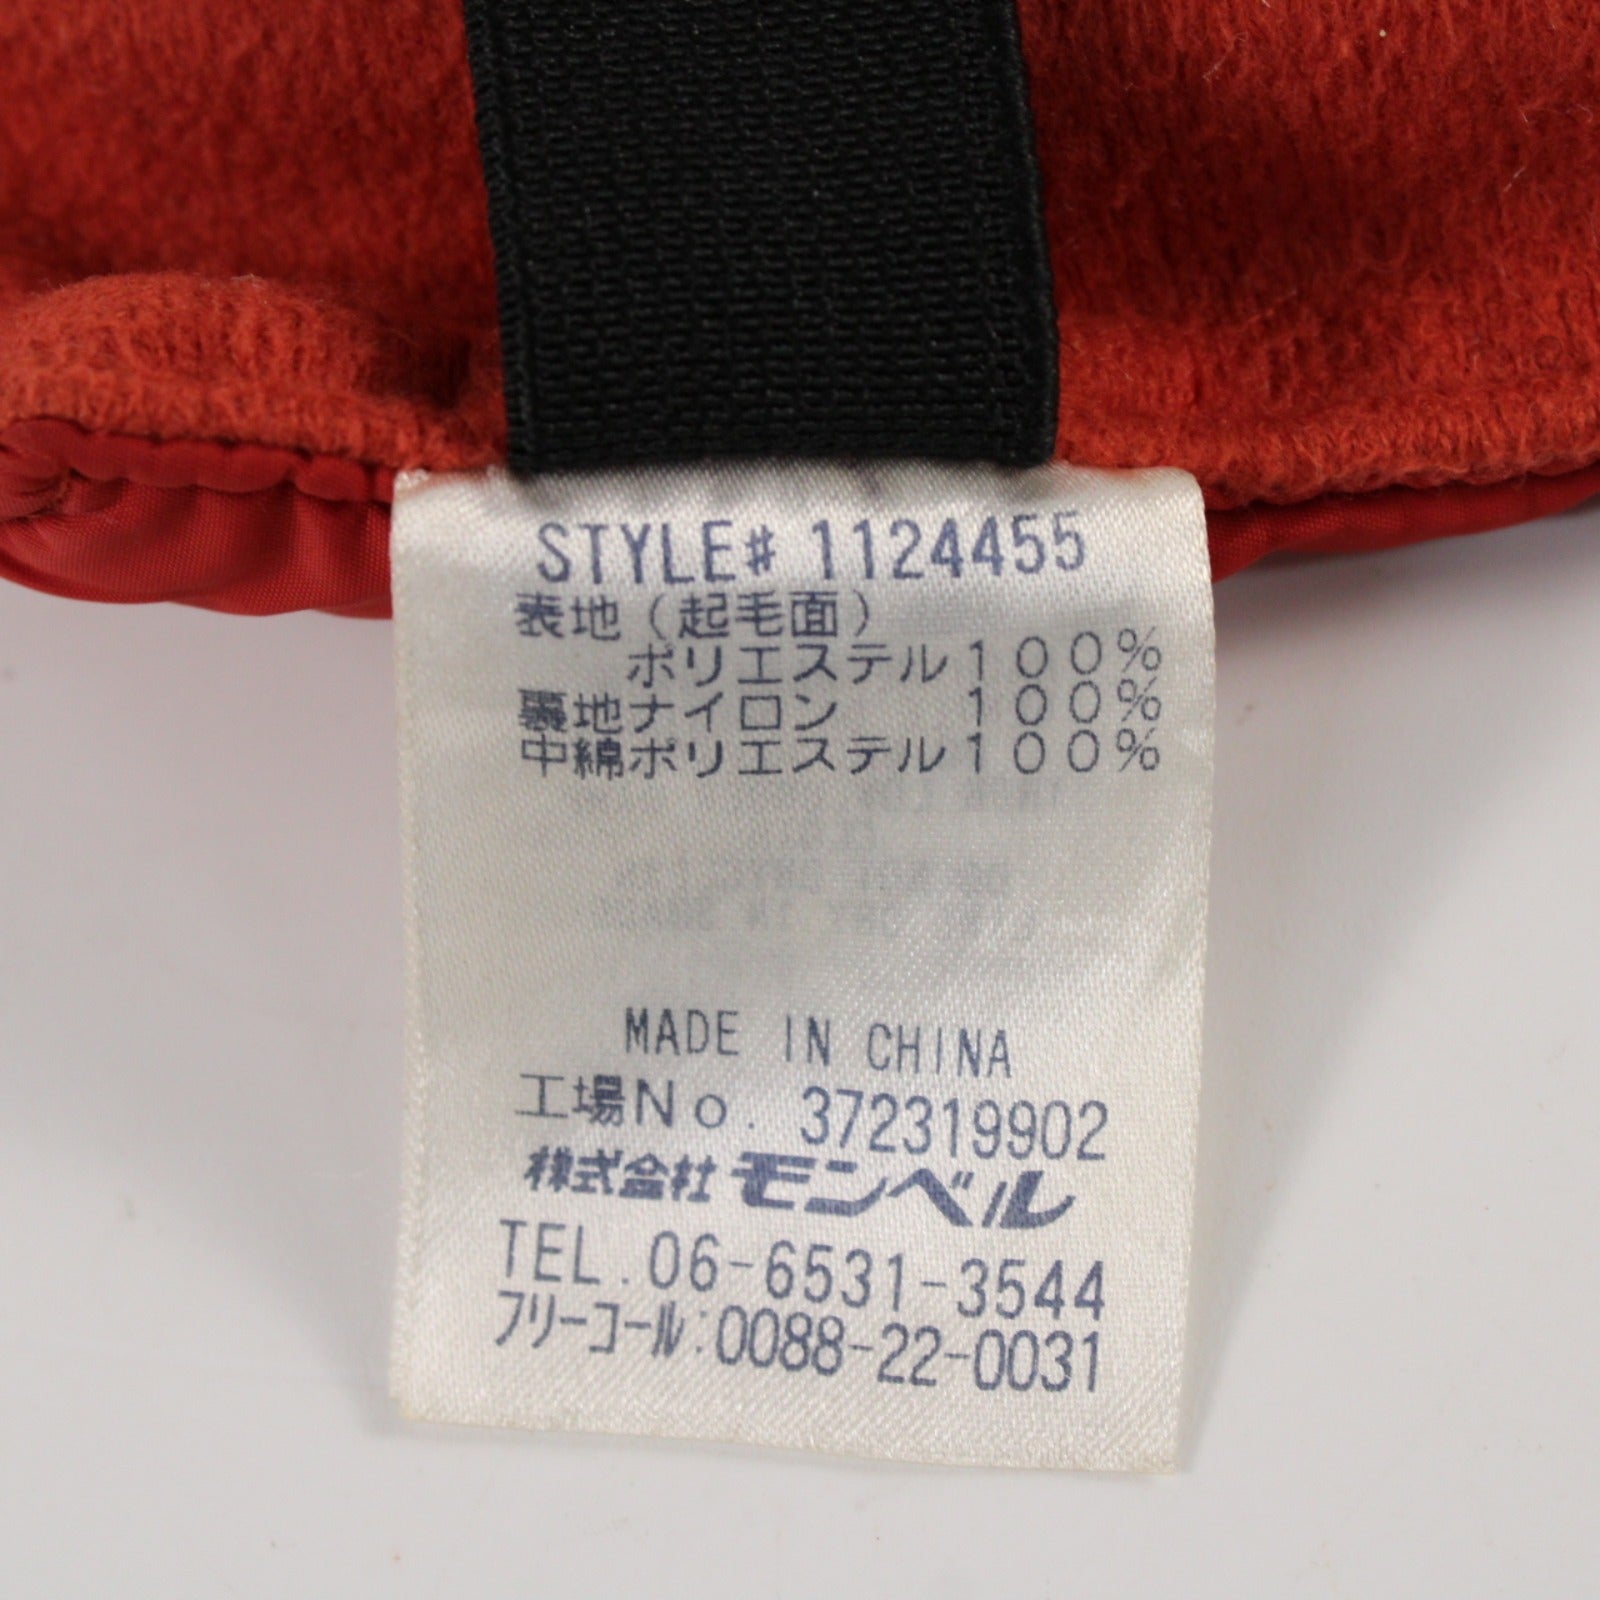 STYLE# 1124455
表地（起毛面）
ポリエステル100%
裏地ナイロン 100%
中綿ポリエステル100%
MADE IN CHINA
工場No. 372319902
株式会社モンベル
TEL. 06-6531-3544
フリーコール:0088-22-0031